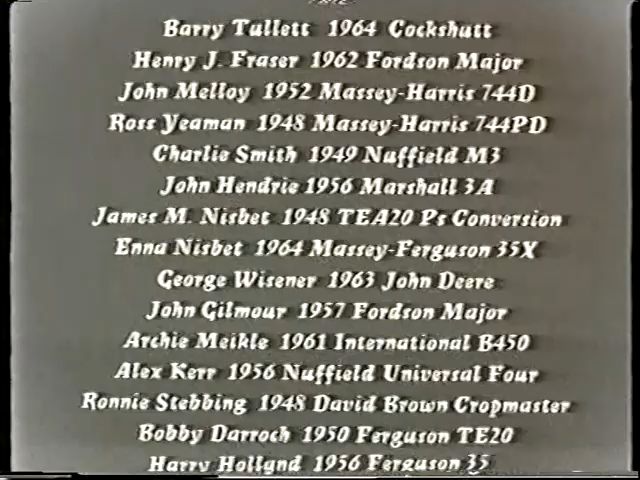 Barry Tullett 1964 Cockshutt
Henry J. Fraser 1962 Fordson Major
John Melloy 1952 Massey-Harris 744D
Ross Yeaman 1948 Massey-Harris 744PD
Charlie Smith 1949 Nuffield M3
John Hendrie 1956 Marshall 3A
James M. Nisbet 1948 TEA20 P3 Conversion
Enna Nisbet 1964 Massey-Ferguson 35X
George Wisener 1963 John Deere
John Gilmour 1957 Fordson Major
Archie Meikle 1961 International B450
Alex Kerr 1956 Nuffield Universal Four
Ronnie Stebbing 1948 David Brown Cropmaster
Bobby Darroch 1950 Ferguson TE20
Harry Hollynd 1956 Ferguson 35